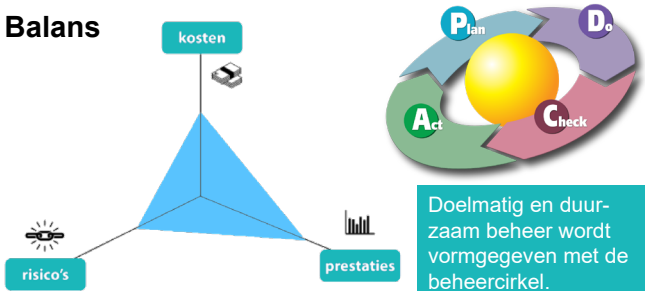 Balans
kosten
risico's
prestaties
Plan
Do
Act
Check
Doelmatig en duur-
zaam beheer wordt
vormgegeven met de
beheercirkel.